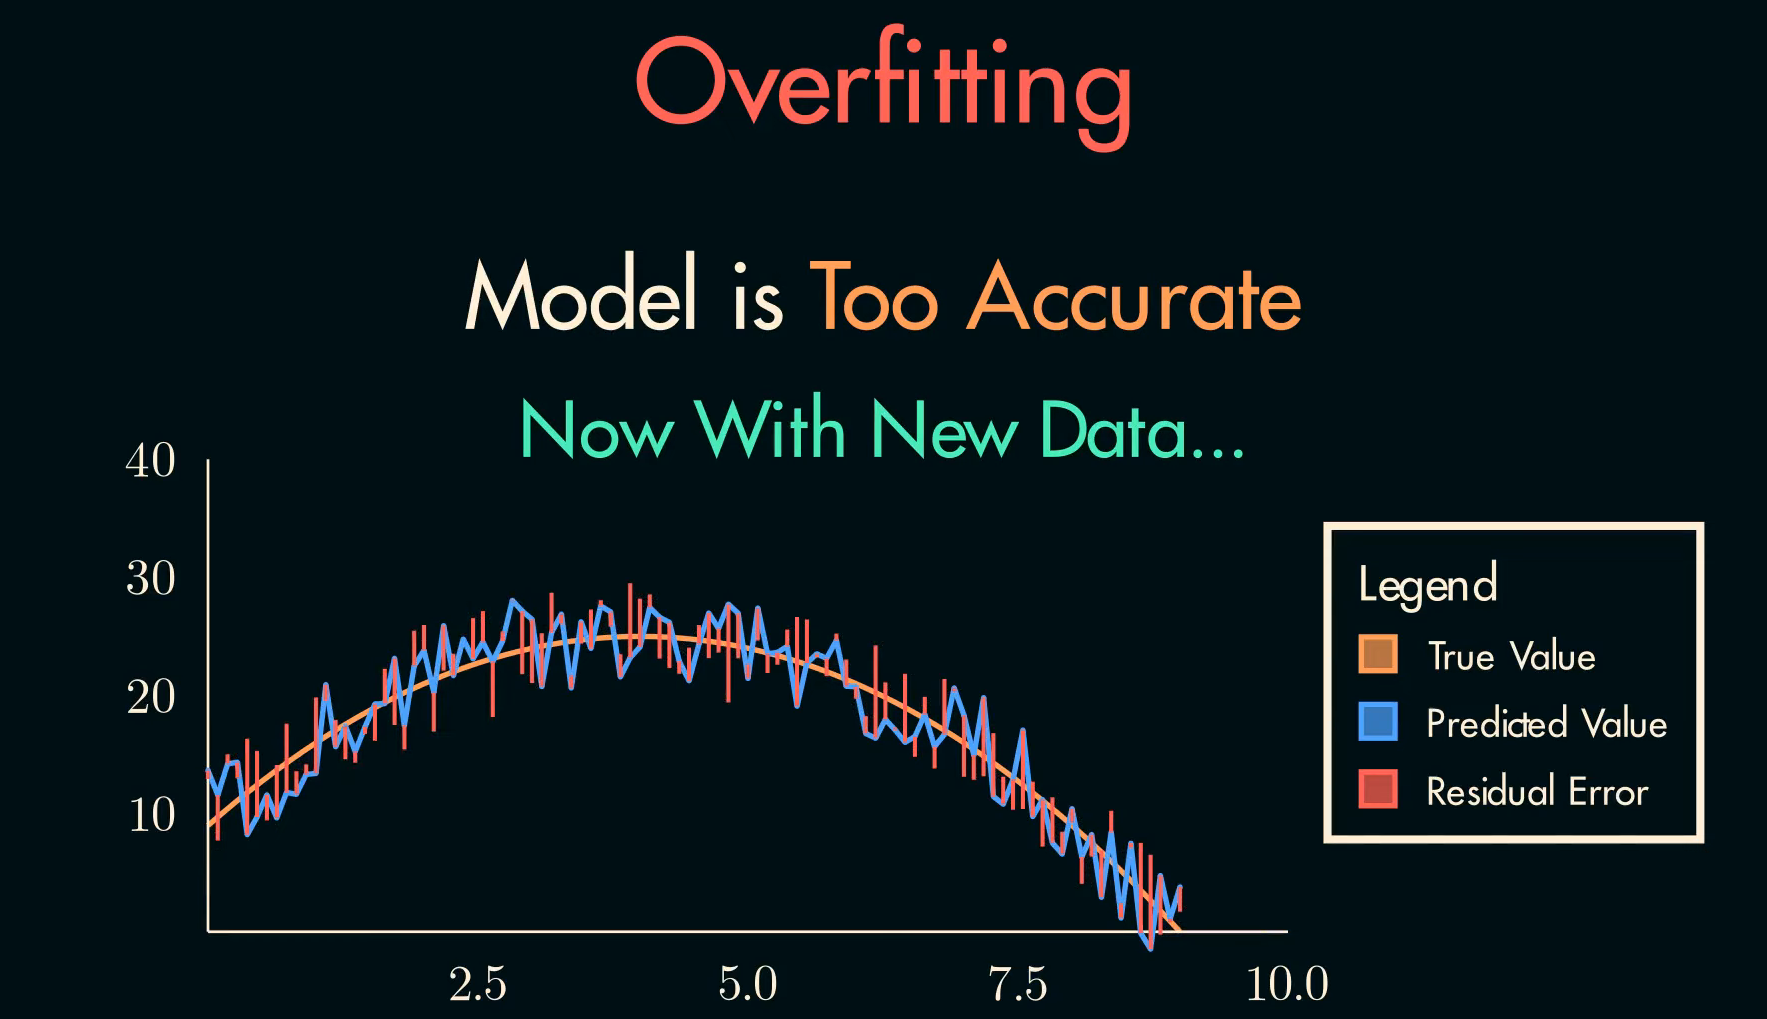 Overfitting
Model is Too Accurate
Now With New Data...
40
30
20
10
2.5 5.0 7.5 10.0
Legend
True Value
Predicted Value
Residual Error